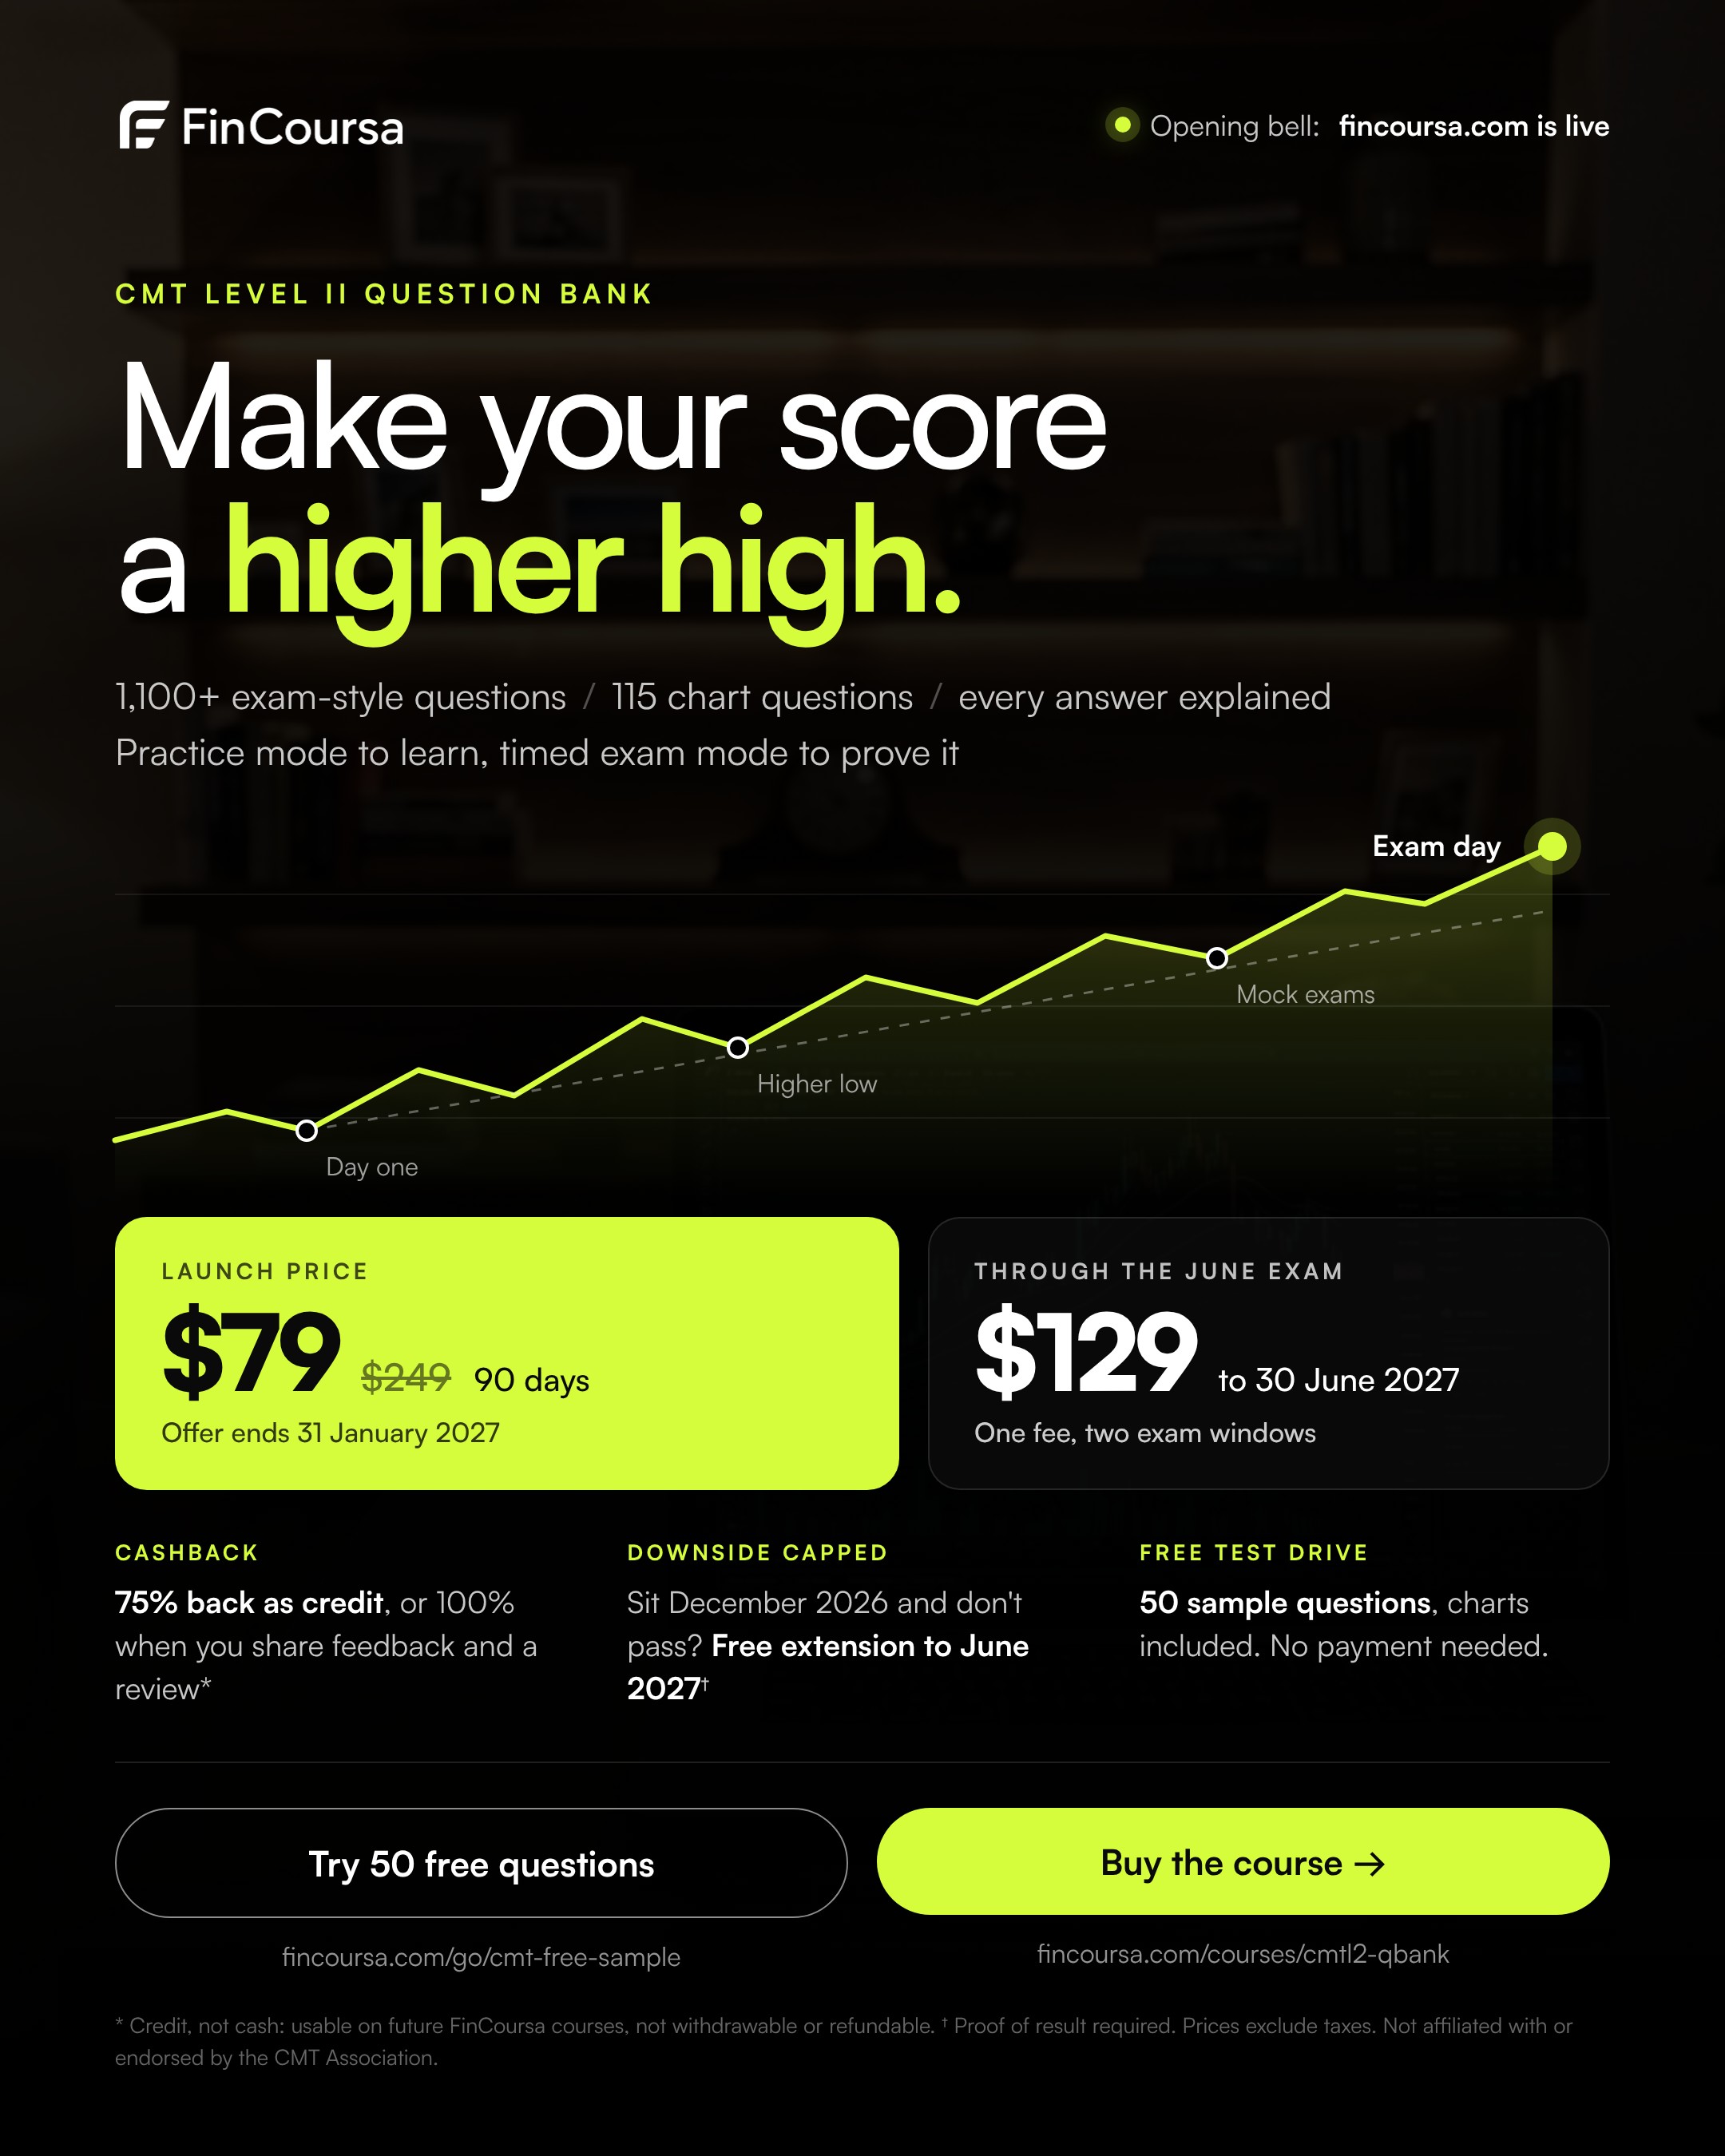 FinCoursa
Opening bell: fincoursa.com is live
CMT LEVEL II QUESTION BANK
Make your score
a higher high.
1,100+ exam-style questions / 115 chart questions / every answer explained
Practice mode to learn, timed exam mode to prove it
Exam day
Mock exams
Higher low
Day one
LAUNCH PRICE
$79 $249 90 days
Offer ends 31 January 2027
THROUGH THE JUNE EXAM
$129 to 30 June 2027
One fee, two exam windows
CASHBACK
75% back as credit, or 100%
when you share feedback and a
review*
DOWNSIDE CAPPED
Sit December 2026 and don't
pass? Free extension to June
2027†
FREE TEST DRIVE
50 sample questions, charts
included. No payment needed.
Try 50 free questions
fincoursa.com/go/cmt-free-sample
Buy the course →
fincoursa.com/courses/cmtl2-qbank
* Credit, not cash: usable on future FinCoursa courses, not withdrawable or refundable. † Proof of result required. Prices exclude taxes. Not affiliated with or
endorsed by the CMT Association.